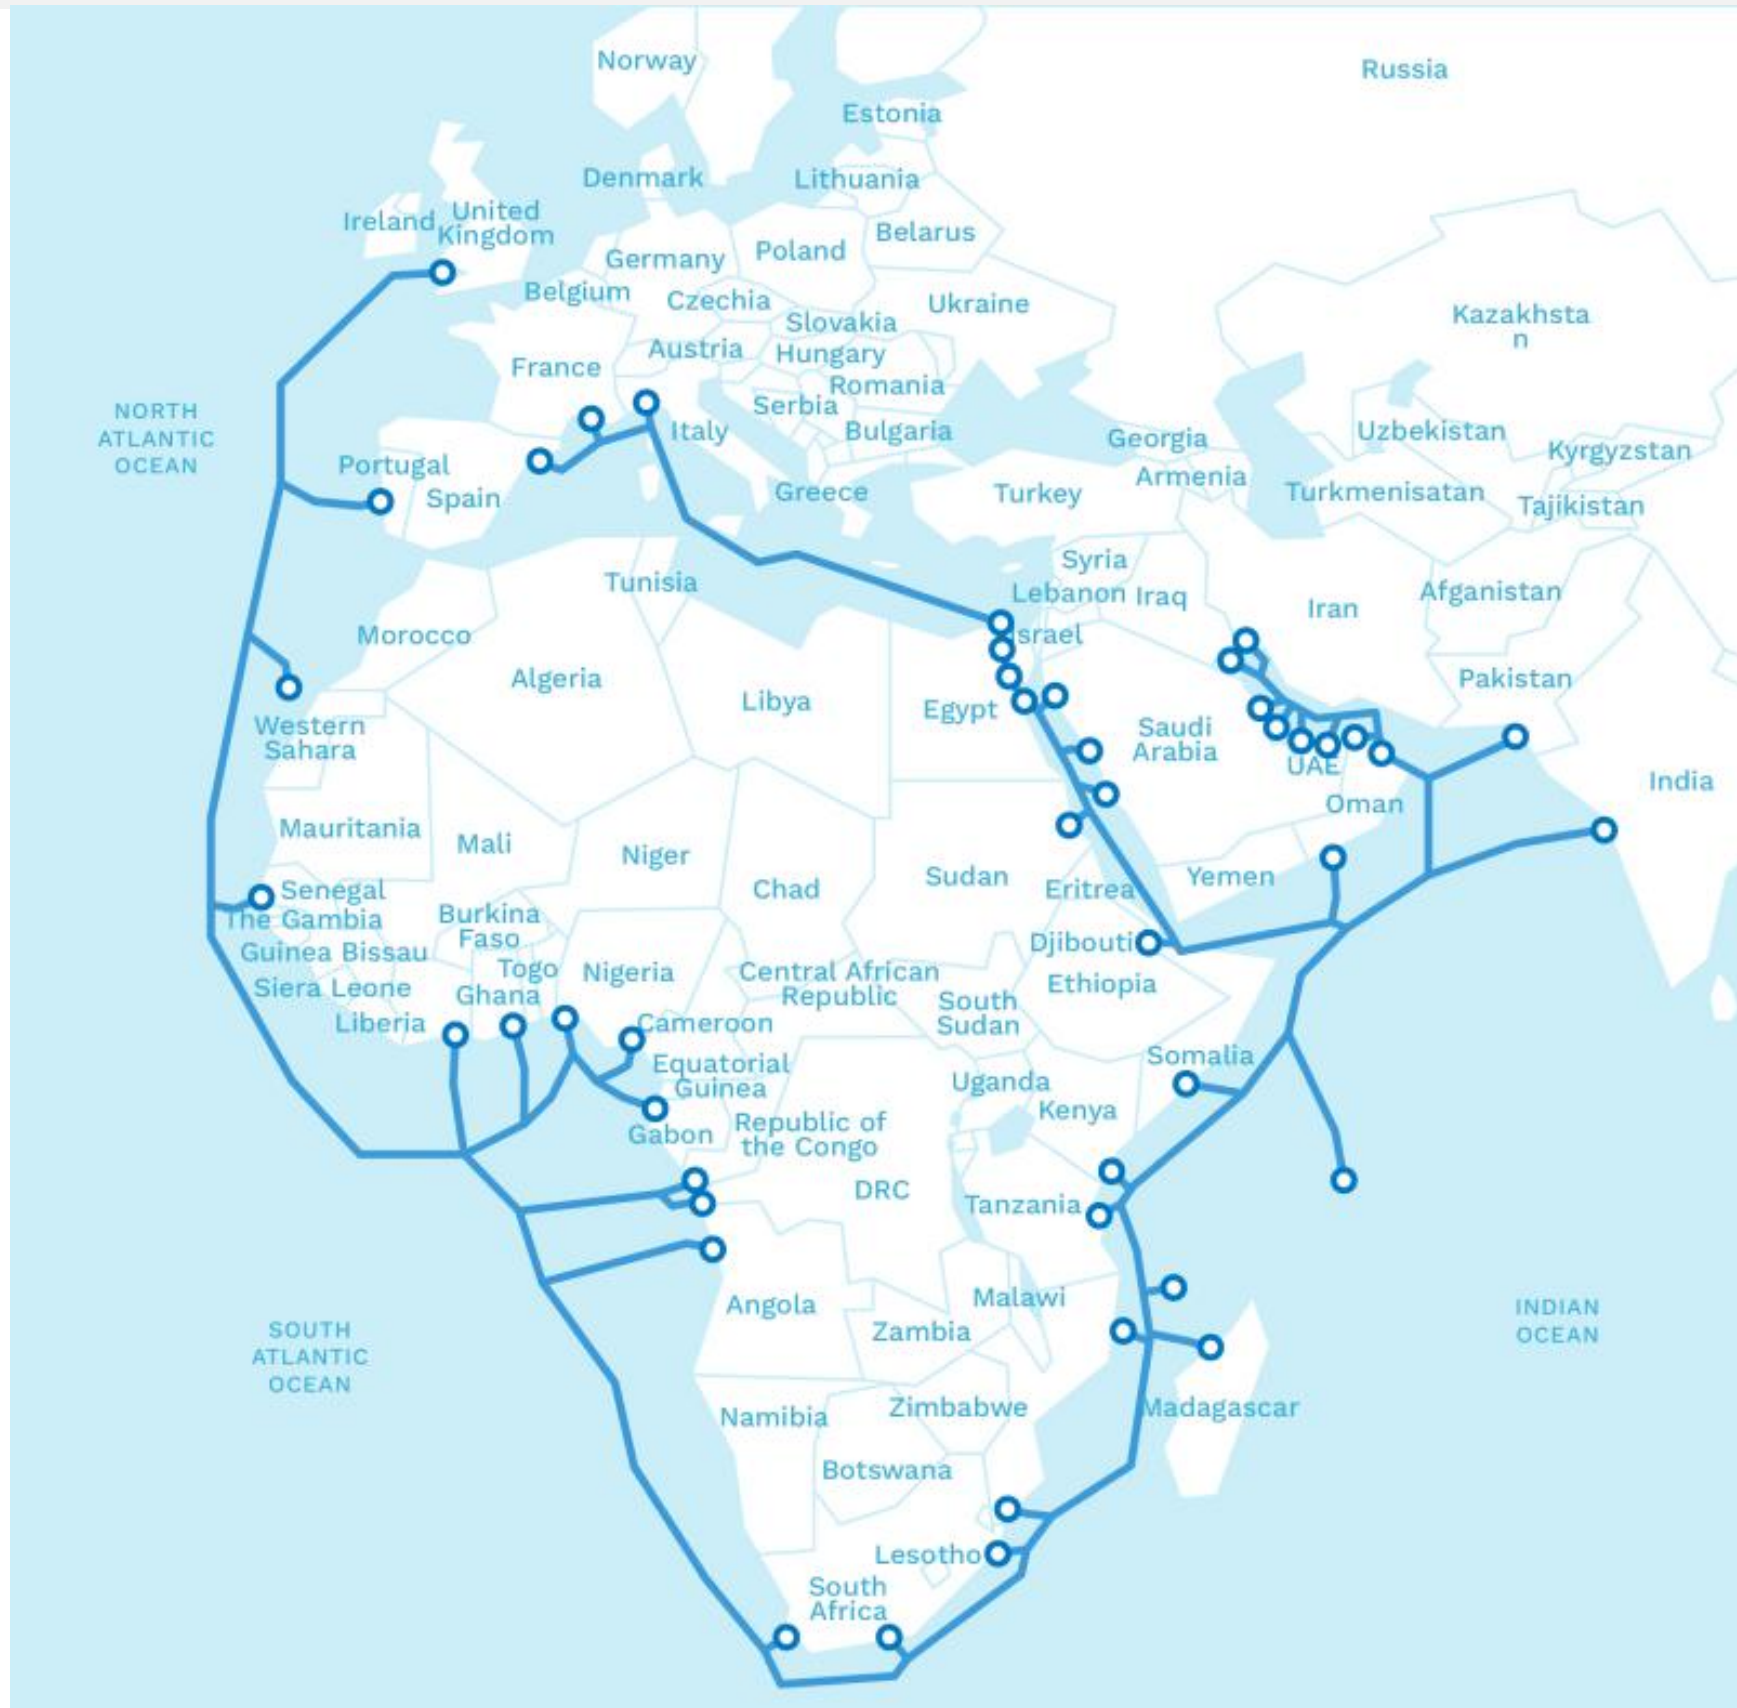 Norway
Russia
Estonia
Denmark
Lithuania
Ireland
United
Kingdom
Belarus
Poland
Germany
Belgium
Czechia
Ukraine
Slovakia
Kazakhsta
n
Austria
Hungary
France
Romania
Serbia
NORTH
ATLANTIC
OCEAN
Italy
Bulgaria
Georgia
Uzbekistan
Kyrgyzstan
Portugal
Armenia
Spain
Greece
Turkey
Turkmenisatan
Tajikistan
Syria
Tunisia
Lebanon
Iraq
Afganistan
Iran
Morocco
srael
Algeria
Pakistan
Libya
Egypt
Western
Sahara
Saudi
Arabia
UAE
India
Oman
Mauritania
Mali
Niger
Chad
Sudan
Eritrea
Yemen
Senegal
The Gambia
Burkina
Faso
Guinea Bissau
Djibouti
Togo
Nigeria
Central African
Republic
Ethiopia
Siera Leone
Ghana
South
Sudan
Liberia
Cameroon
Somalia
Equatorial
Guinea
Uganda
Kenya
Republic of
the Congo
Gabon
DRC
Tanzania
Angola
Malawi
INDIAN
OCEAN
Zambia
SOUTH
ATLANTIC
OCEAN
Namibia
Zimbabwe
Madagascar
Botswana
Lesotho
South
Africa